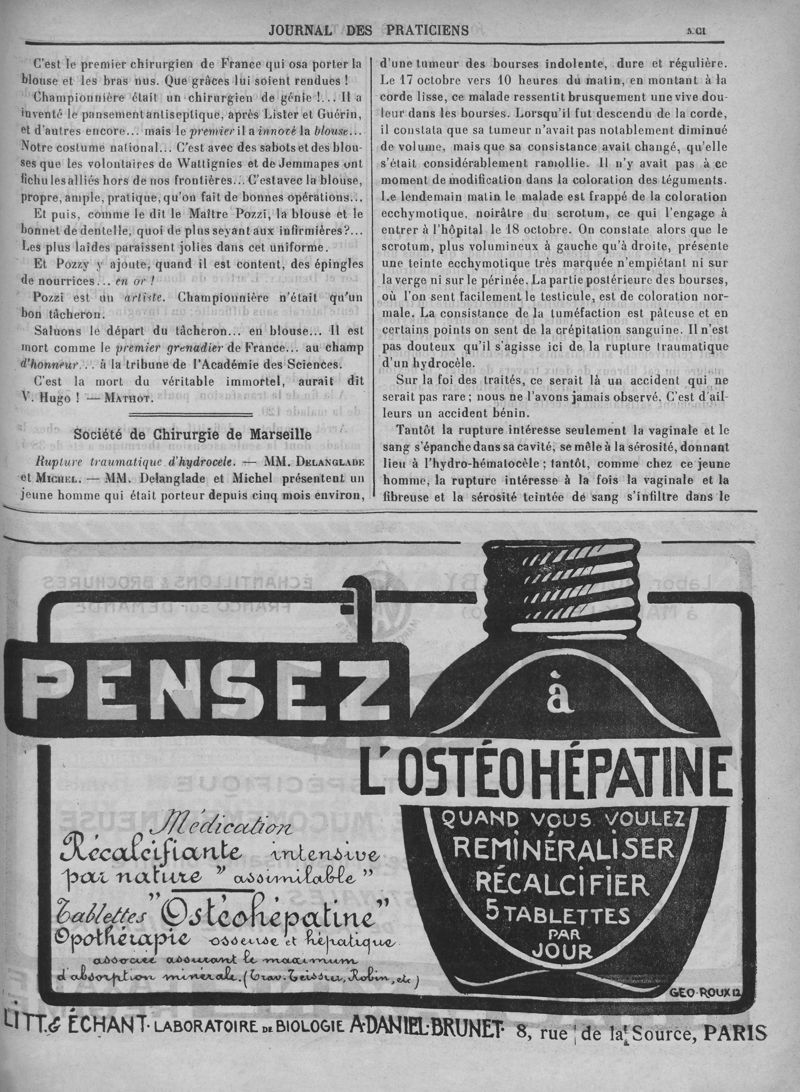 JOURNAL DES PRATICIENS
C'est le premier chirurgien de France qui osa porter la
blouse et les bras nus. Que grâces lui soient rendues !
Championnière était un chirurgien de génie !... Il a
inventé le pansement antiseptique, après Lister et Guérin,
et d'autres encore... mais le premier il a innové la blouse...
Notre costume national... C'est avec des sabots et des blou-
ses que les volontaires de Wattignies et de Jemmapes ont
fichu les alliés hors de nos frontières... C'est avec la blouse,
propre, ample, pratique, qu'on fait de bonnes opérations...
Et puis, comme le dit le Maître Pozzi, la blouse et le
bonnet de dentelle, quoi de plus seyant aux infirmières ?...
Les plus laides paraissent jolies dans cet uniforme.
Et Pozzy y ajoute, quand il est content, des épingles
de nourrices... en or !
Pozzi est un artiste. Championnière n'était qu'un
bon tâcheron.
Saluons le départ du tâcheron... en blouse... Il est
mort comme le premier grenadier de France... au champ
d'honneur... à la tribune de l'Académie des Sciences.
C'est la mort du véritable immortel, aurait dit
V. Hugo ! — MATHOT.
Société de Chirurgie de Marseille
Rupture traumatique d'hydrocele. — MM. DELANGLADE
et MICHEL. — MM. Delanglade et Michel présentent un
jeune homme qui était porteur depuis cinq mois environ,
d'une tumeur des bourses indolente, dure et régulière.
Le 17 octobre vers 10 heures du matin, en montant à la
corde lisse, ce malade ressentit brusquement une vive dou-
leur dans les bourses. Lorsqu'il fut descendu de la corde,
il constata que sa tumeur n'avait pas notablement diminué
de volume, mais que sa consistance avait changé, qu'elle
s'était considérablement ramollie. Il n'y avait pas à ce
moment de modification dans la coloration des téguments.
Le lendemain matin le malade est frappé de la coloration
ecchymotique, noirâtre du scrotum, ce qui l'engage à
entrer à l'hôpital le 18 octobre. On constate alors que le
scrotum, plus volumineux à gauche qu'à droite, présente
une teinte ecchymotique très marquée n'empiétant ni sur
la verge ni sur le périnée. La partie postérieure des bourses,
où l'on sent facilement le testicule, est de coloration nor-
male. La consistance de la tuméfaction est pâteuse et en
certains points on sent de la crépitation sanguine. Il n'est
pas douteux qu'il s'agisse ici de la rupture traumatique
d'un hydrocèle.
Sur la foi des traités, ce serait là un accident qui ne
serait pas rare ; nous ne l'avons jamais observé. C'est d'ail-
leurs un accident bénin.
Tantôt la rupture intéresse seulement la vaginale et le
sang s'épanche dans sa cavité, se mêle à la sérosité, donnant
lieu à l'hydro-hématocèle ; tantôt, comme chez ce jeune
homme, la rupture intéresse à la fois la vaginale et la
fibreuse et la sérosité teintée de sang s'infiltre dans le
PENSEZ
à
L'OSTÉOHÉPATINE
QUAND VOUS VOULEZ
REMINÉRALISER
RÉCALCIFIER
5 TABLETTES
PAR
JOUR
Médication
Récalcifiante intensive
par nature " assimilable "
Tablettes "Ostéohépatine"
Opothérapie osseuse et hépatique
associée assurant le maximum
d'absorption minérale. (Trav. Teissier, Robin, etc)
GEO-ROUX 12
LITT. & ÉCHANT. LABORATOIRE DE BIOLOGIE A. DANIEL-BRUNET. 8, rue de la Source, PARIS